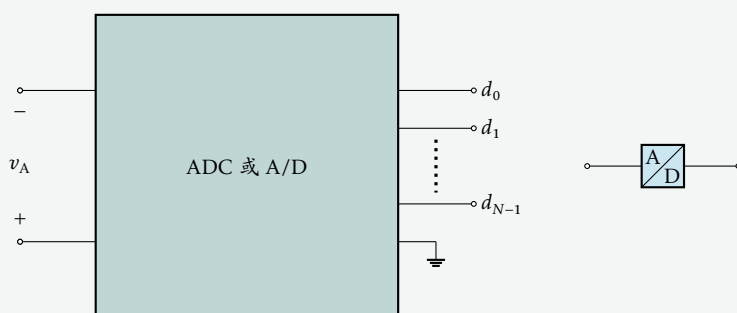 −
v_A
+
ADC 或 A/D
d_0
d_1
d_{N−1}
A
D